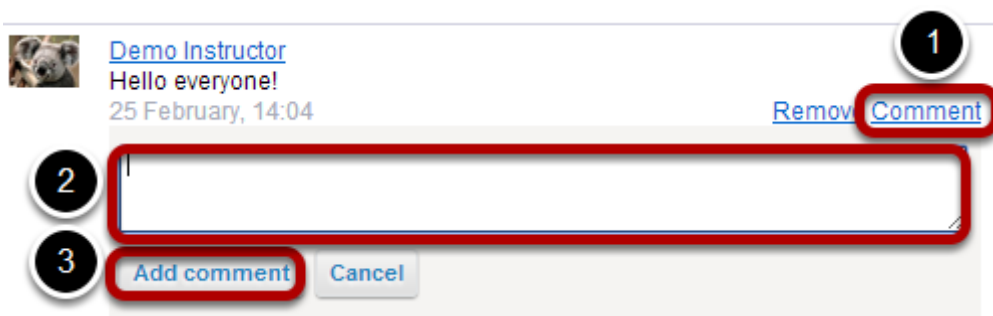 1
Demo Instructor
Hello everyone!
25 February, 14:04
Remov Comment
2
3
Add comment Cancel